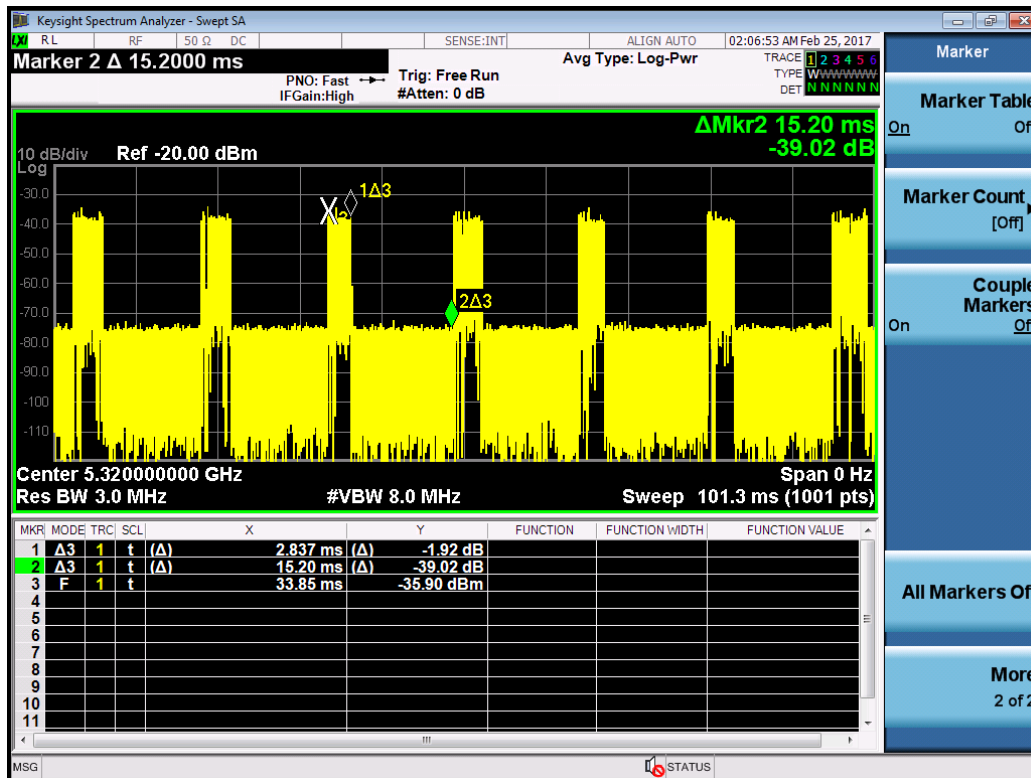 Keysight Spectrum Analyzer - Swept SA
LXI RL RF 50 Ω DC SENSE:INT ALIGN AUTO 02:06:53 AM Feb 25, 2017
Marker 2 Δ 15.2000 ms
PNO: Fast
IFGain:High
Trig: Free Run
#Atten: 0 dB
Avg Type: Log-Pwr
TRACE 1 2 3 4 5 6
TYPE W
DET N N N N N N
ΔMkr2 15.20 ms
-39.02 dB
10 dB/div Ref -20.00 dBm
Log
-30.0
-40.0
-50.0
-60.0
-70.0
-80.0
-90.0
-100
-110
X
2
1Δ3
2Δ3
Center 5.320000000 GHz Span 0 Hz
Res BW 3.0 MHz #VBW 8.0 MHz Sweep 101.3 ms (1001 pts)
MKR MODE TRC SCL X Y FUNCTION FUNCTION WIDTH FUNCTION VALUE
1 Δ3 1 t (Δ) 2.837 ms (Δ) -1.92 dB
2 Δ3 1 t (Δ) 15.20 ms (Δ) -39.02 dB
3 F 1 t 33.85 ms -35.90 dBm
4
5
6
7
8
9
10
11
MSG STATUS
Marker
Marker Table
On Of
Marker Count
[Off]
Couple
Markers
On Of
All Markers Of
More
2 of 2